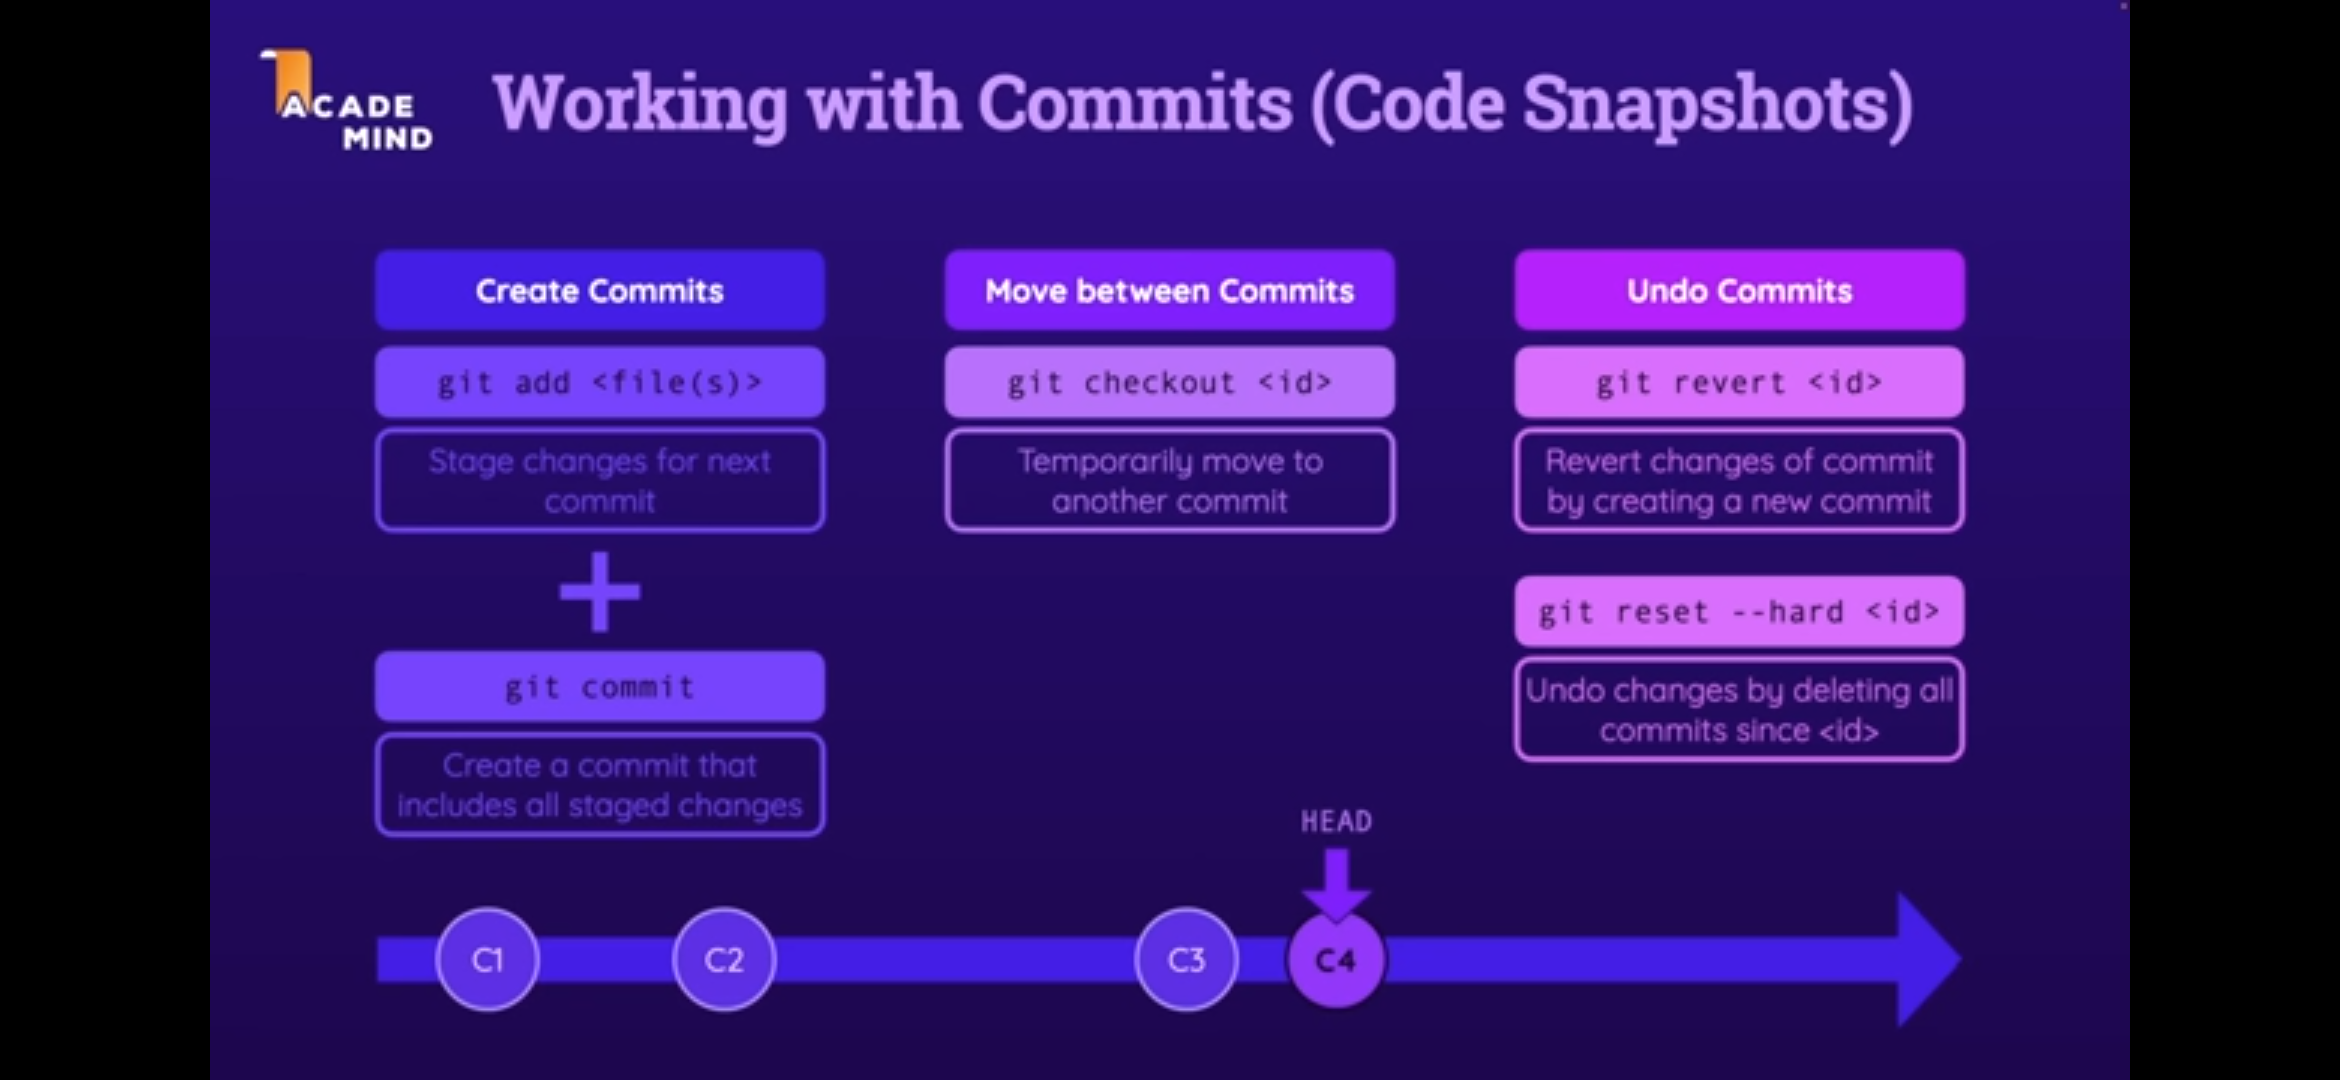 ACADE
MIND
Working with Commits (Code Snapshots)
Create Commits
git add <file(s)>
Stage changes for next
commit
git commit
Create a commit that
includes all staged changes
Move between Commits
git checkout <id>
Temporarily move to
another commit
Undo Commits
git revert <id>
Revert changes of commit
by creating a new commit
git reset --hard <id>
Undo changes by deleting all
commits since <id>
HEAD
C1
C2
C3
C4